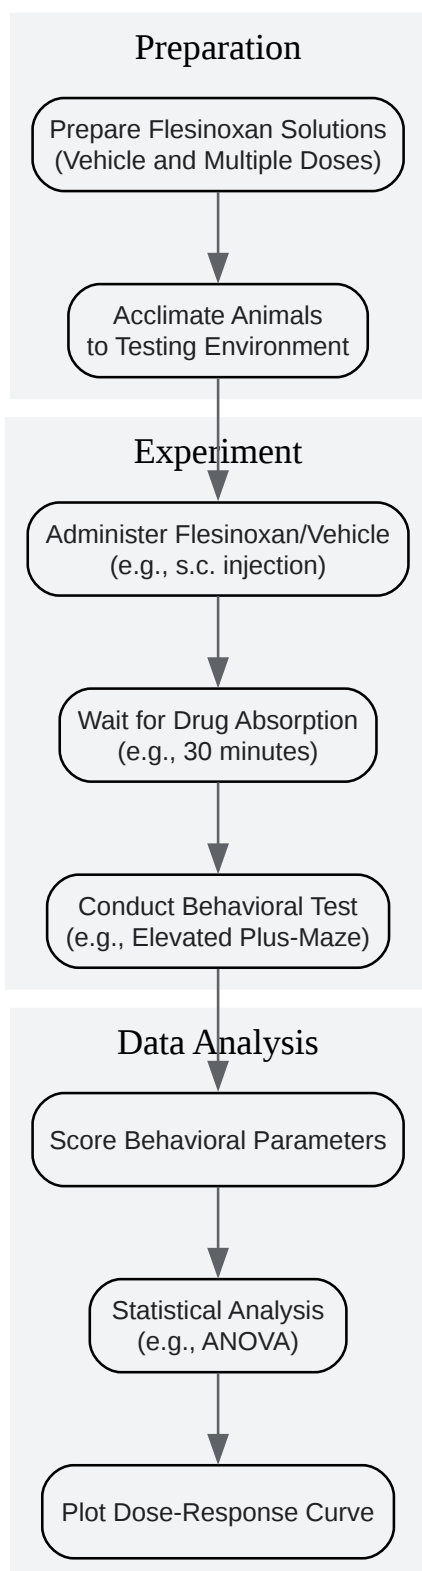 Preparation
Prepare Flesinoxan Solutions
(Vehicle and Multiple Doses)
Acclimate Animals
to Testing Environment
Experiment
Administer Flesinoxan/Vehicle
(e.g., s.c. injection)
Wait for Drug Absorption
(e.g., 30 minutes)
Conduct Behavioral Test
(e.g., Elevated Plus-Maze)
Data Analysis
Score Behavioral Parameters
Statistical Analysis
(e.g., ANOVA)
Plot Dose-Response Curve